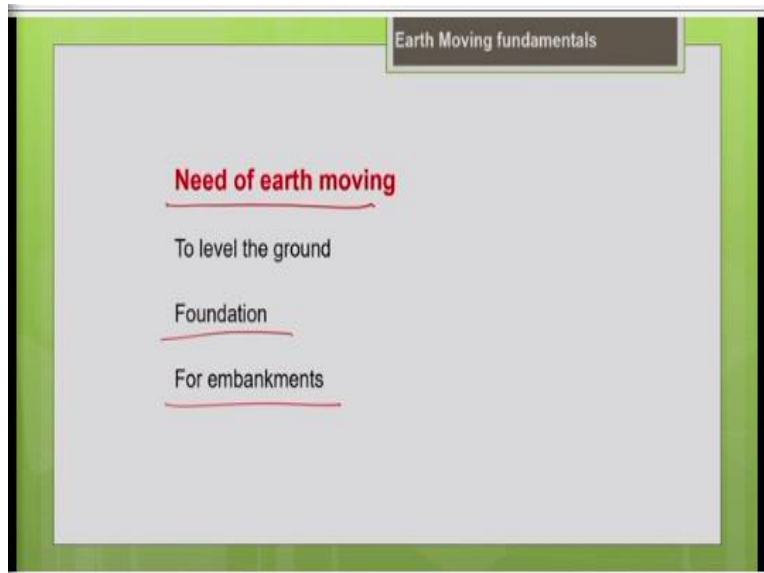 Earth Moving fundamentals
Need of earth moving
To level the ground
Foundation
For embankments